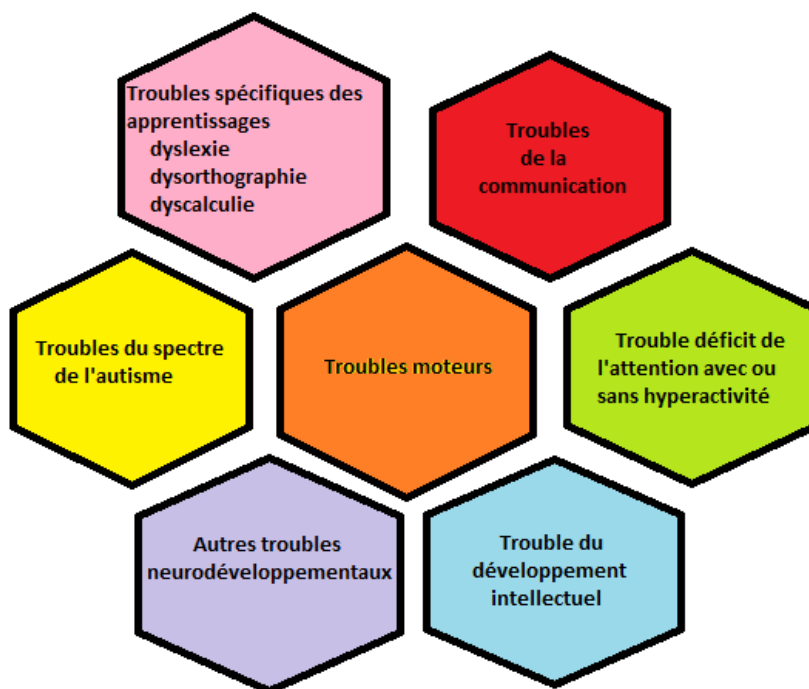 Troubles spécifiques des
apprentissages
dyslexie
dysorthographie
dyscalculie
Troubles
de la
communication
Troubles du spectre
de l'autisme
Troubles moteurs
Trouble déficit de
l'attention avec ou
sans hyperactivité
Autres troubles
neurodéveloppementaux
Trouble du
développement
intellectuel